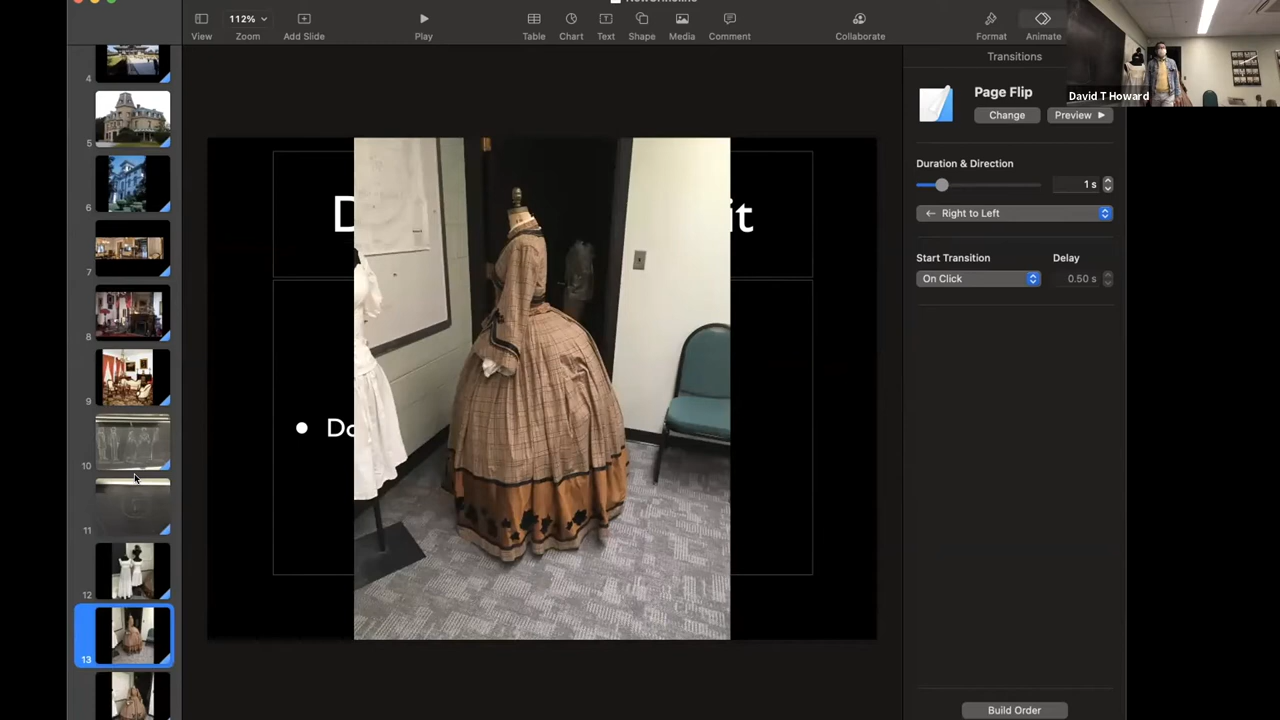 112%
View
Zoom
Add Slide
Play
Table
Chart
Text
Shape
Media
Comment
Collaborate
Format
Animate
David T Howard
Transitions
Page Flip
Change
Preview
Duration & Direction
1 s
← Right to Left
Start Transition
Delay
On Click
0.50 s
Build Order
4
5
6
7
8
9
10
11
12
13
D
it
• Do